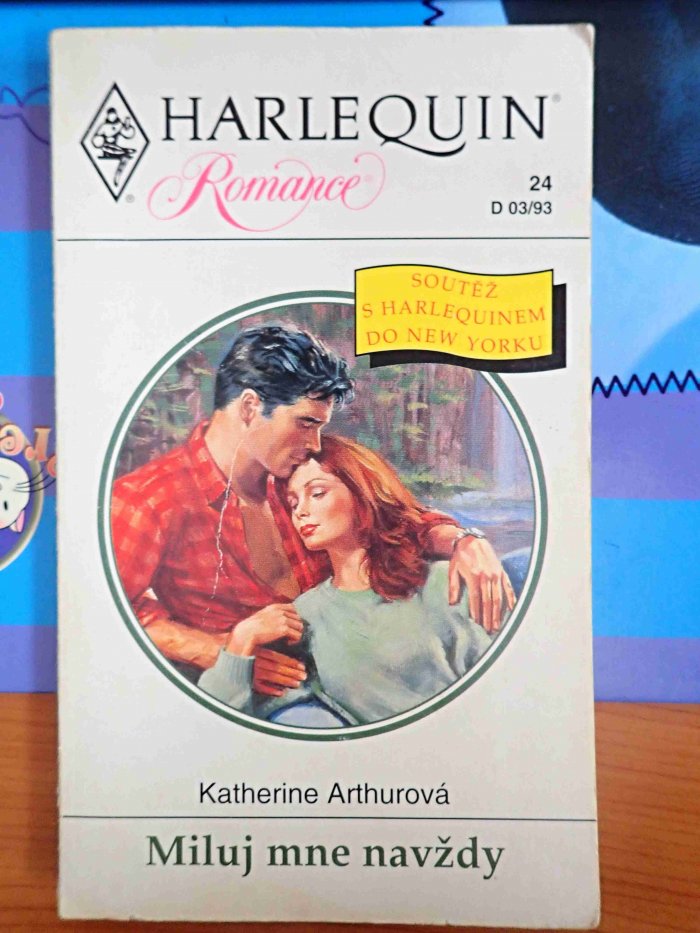 HARLEQUIN
Romance
24
D 03/93
SOUTĚŽ
S HARLEQUINEM
DO NEW YORKU
Katherine Arthurová
Miluj mne navždy